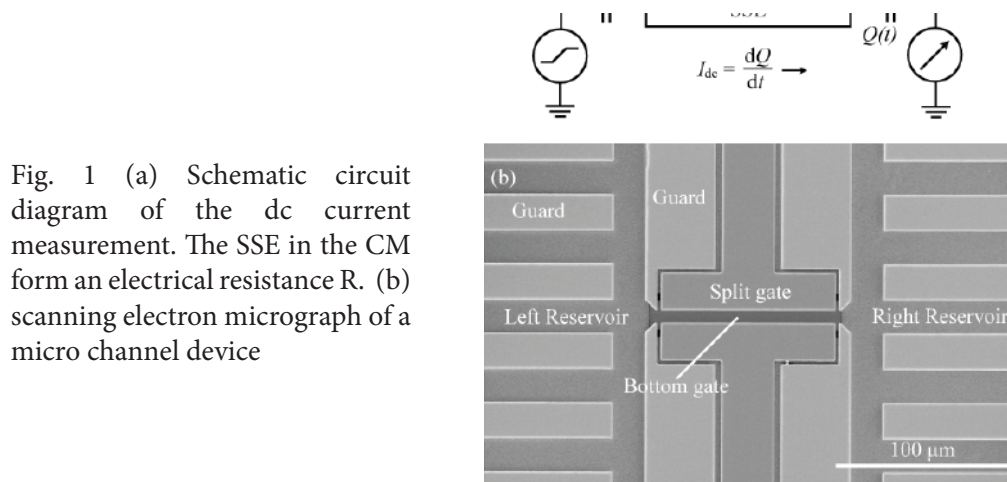 SSE
Q(t)
I_dc = dQ/dt →
Fig. 1 (a) Schematic circuit
diagram of the dc current
measurement. The SSE in the CM
form an electrical resistance R. (b)
scanning electron micrograph of a
micro channel device
(b)
Guard
Guard
Split gate
Left Reservoir
Right Reservoir
Bottom gate
100 μm